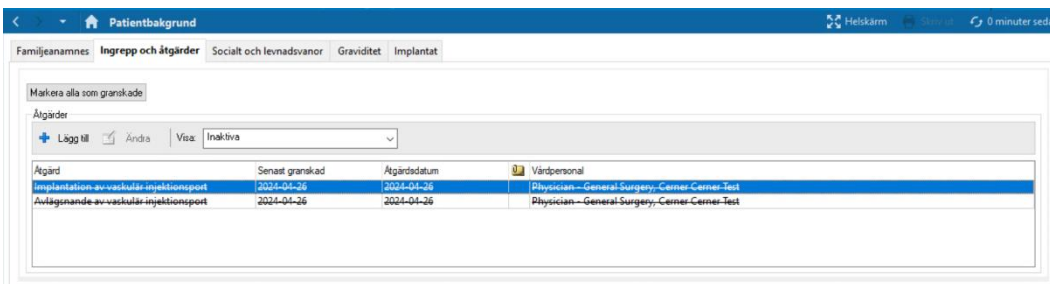 Patientbakgrund Helskärm Skriv ut 0 minuter seda
Familjeanamnes Ingrepp och åtgärder Socialt och levnadsvanor Graviditet Implantat
Markera alla som granskade
Åtgärder
Lägg till Ändra Visa: Inaktiva
Åtgärd Senast granskad Åtgärdsdatum Vårdpersonal
Implantation av vaskulär injektionsport 2024-04-26 2024-04-26 Physician - General Surgery, Cerner Cerner Test
Avlägsnande av vaskulär injektionsport 2024-04-26 2024-04-26 Physician - General Surgery, Cerner Cerner Test